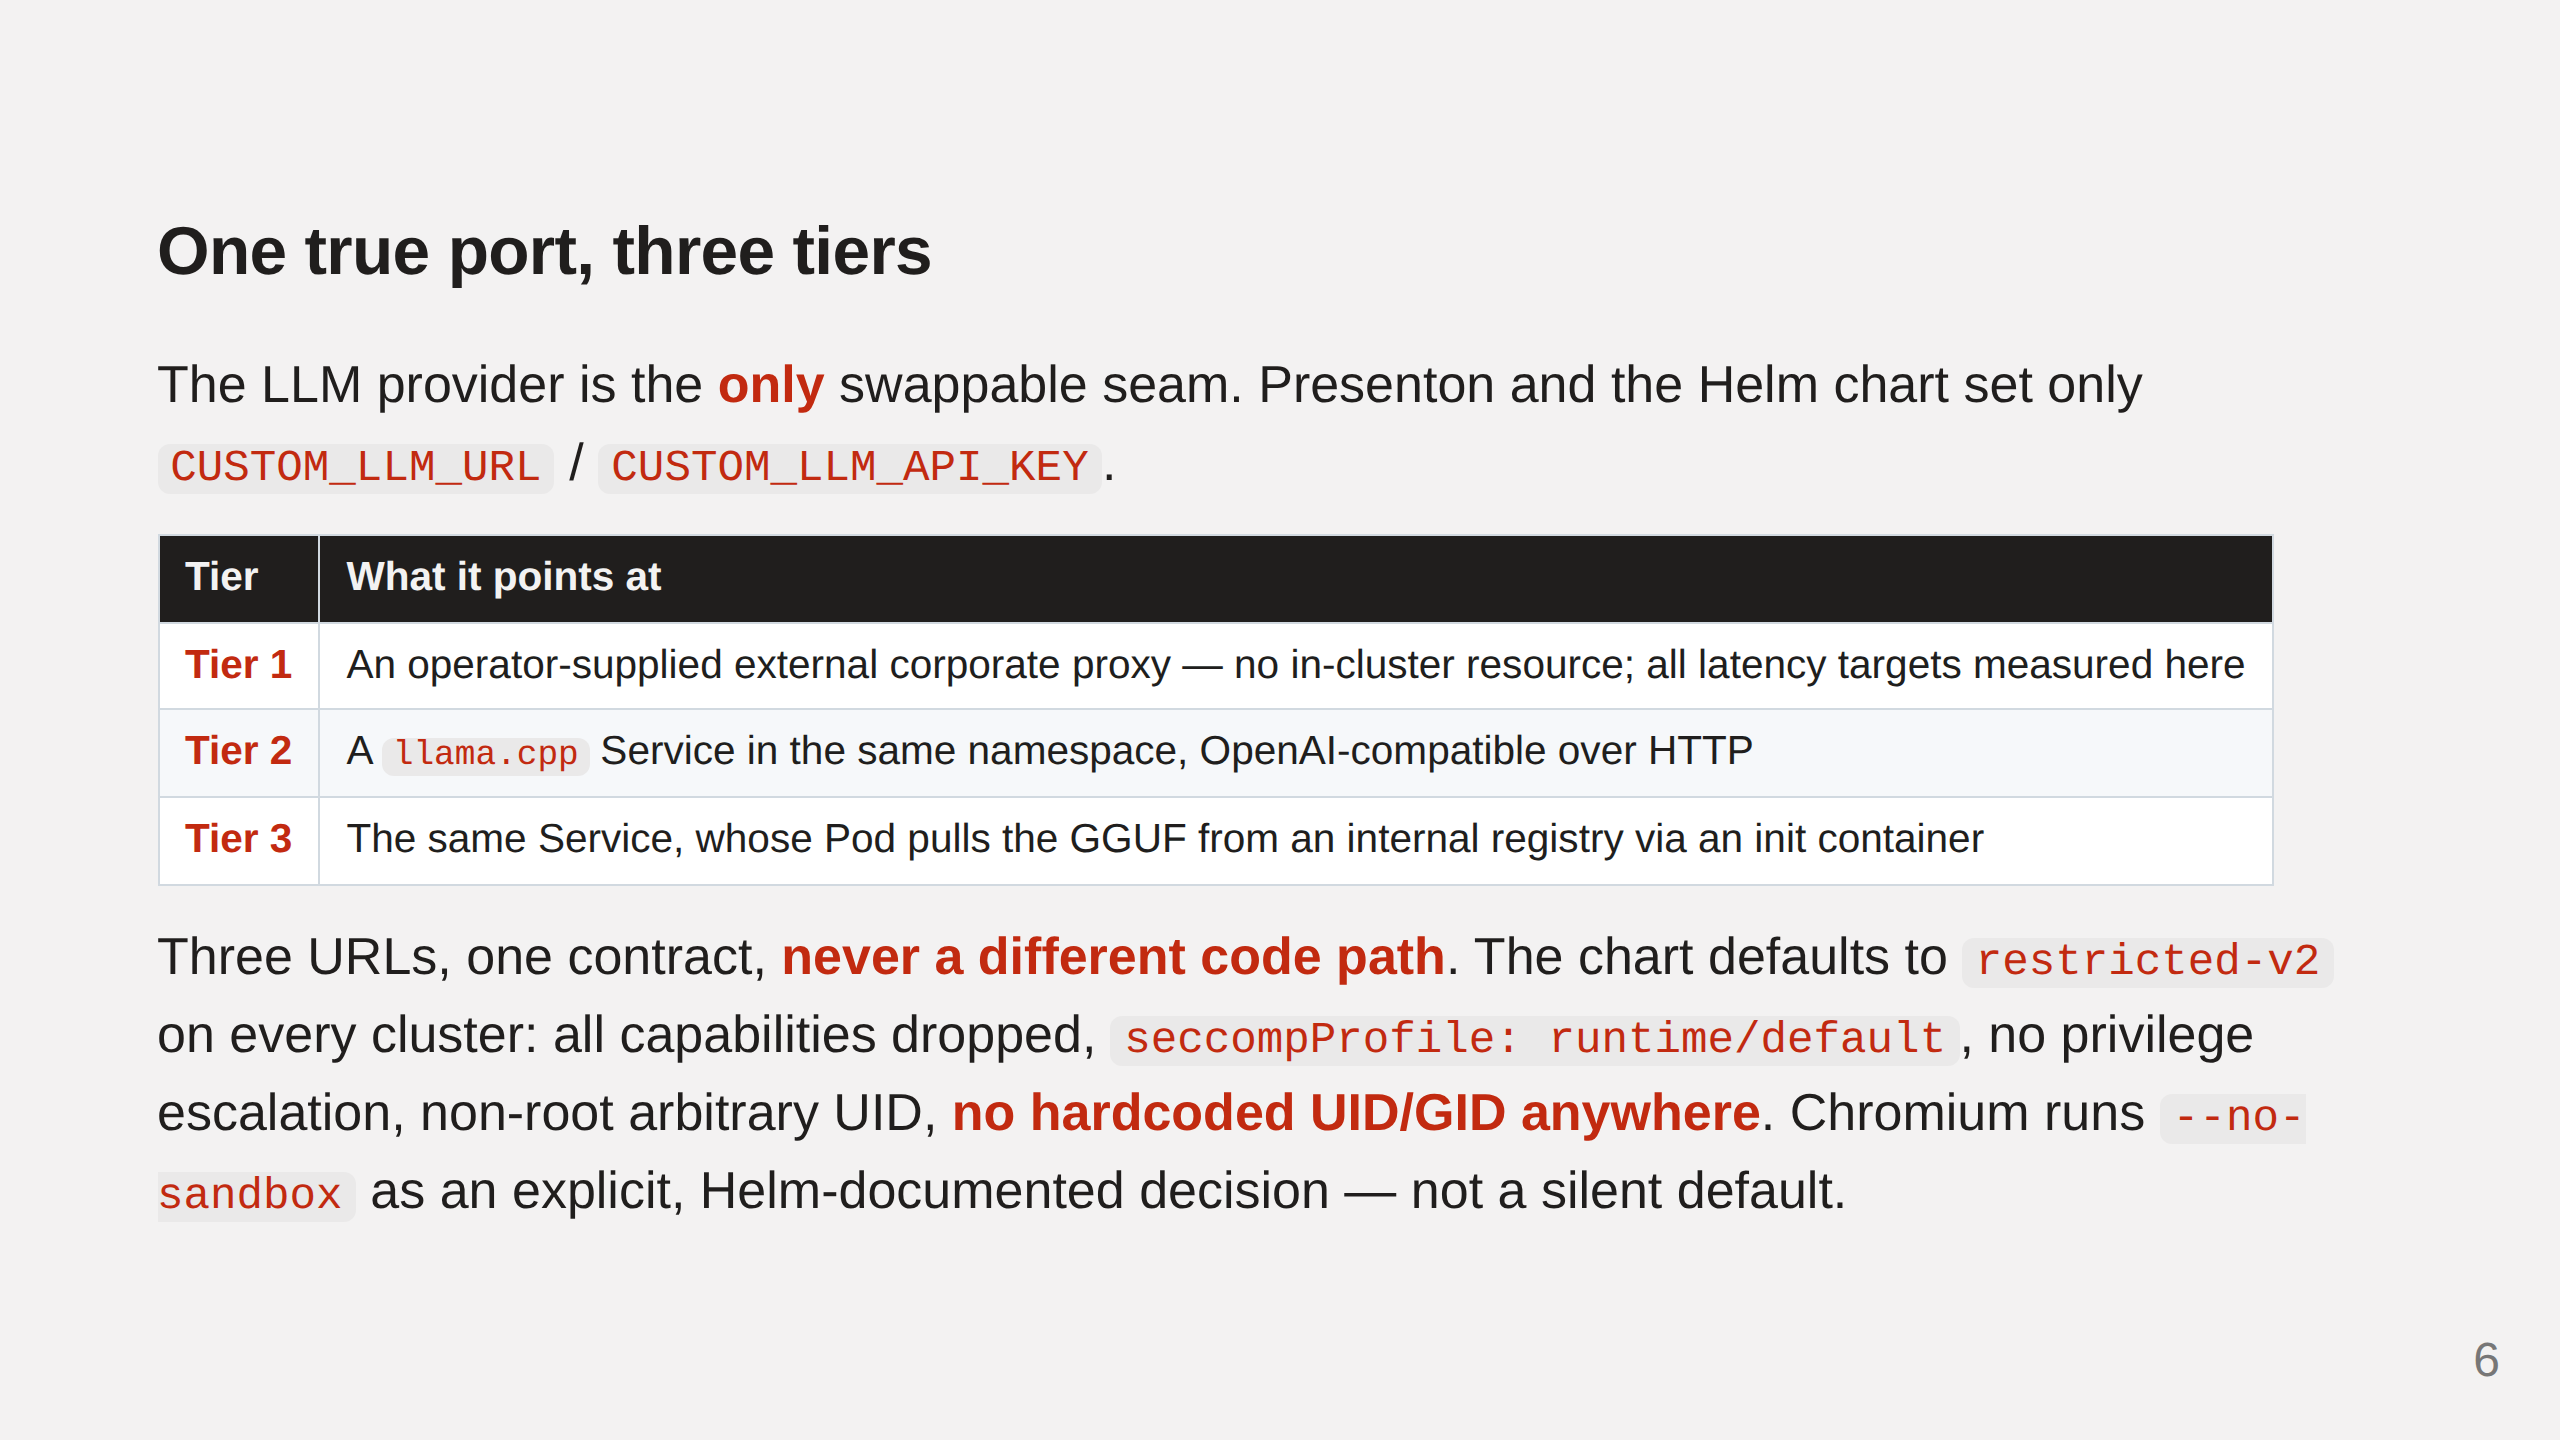 One true port, three tiers
The LLM provider is the only swappable seam. Presenton and the Helm chart set only
CUSTOM_LLM_URL / CUSTOM_LLM_API_KEY.
Tier What it points at
Tier 1 An operator-supplied external corporate proxy — no in-cluster resource; all latency targets measured here
Tier 2 A llama.cpp Service in the same namespace, OpenAI-compatible over HTTP
Tier 3 The same Service, whose Pod pulls the GGUF from an internal registry via an init container
Three URLs, one contract, never a different code path. The chart defaults to restricted-v2
on every cluster: all capabilities dropped, seccompProfile: runtime/default, no privilege
escalation, non-root arbitrary UID, no hardcoded UID/GID anywhere. Chromium runs --no-
sandbox as an explicit, Helm-documented decision — not a silent default.
6